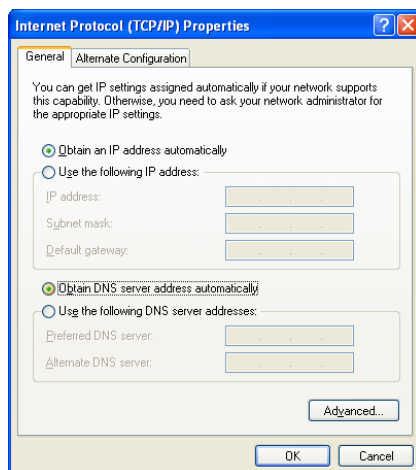 Internet Protocol (TCP/IP) Properties
General
Alternate Configuration
You can get IP settings assigned automatically if your network supports
this capability. Otherwise, you need to ask your network administrator for
the appropriate IP settings.
Obtain an IP address automatically
Use the following IP address:
IP address:
Subnet mask:
Default gateway:
Obtain DNS server address automatically
Use the following DNS server addresses:
Preferred DNS server:
Alternate DNS server:
Advanced...
OK
Cancel